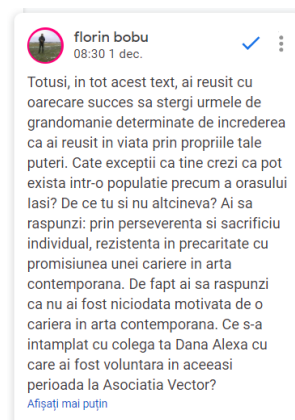 florin bobu
08:30 1 dec.
Totusi, in tot acest text, ai reusit cu
oarecare succes sa stergi urmele de
grandomanie determinate de increderea
ca ai reusit in viata prin propriile tale
puteri. Cate exceptii ca tine crezi ca pot
exista intr-o populatie precum a orasului
Iasi? De ce tu si nu altcineva? Ai sa
raspunzi: prin perseverenta si sacrificiu
individual, rezistenta in precaritate cu
promisiunea unei cariere in arta
contemporana. De fapt ai sa raspunzi
ca nu ai fost niciodata motivata de o
cariera in arta contemporana. Ce s-a
intamplat cu colega ta Dana Alexa cu
care ai fost voluntara in aceeasi
perioada la Asociatia Vector?
Afișați mai puțin